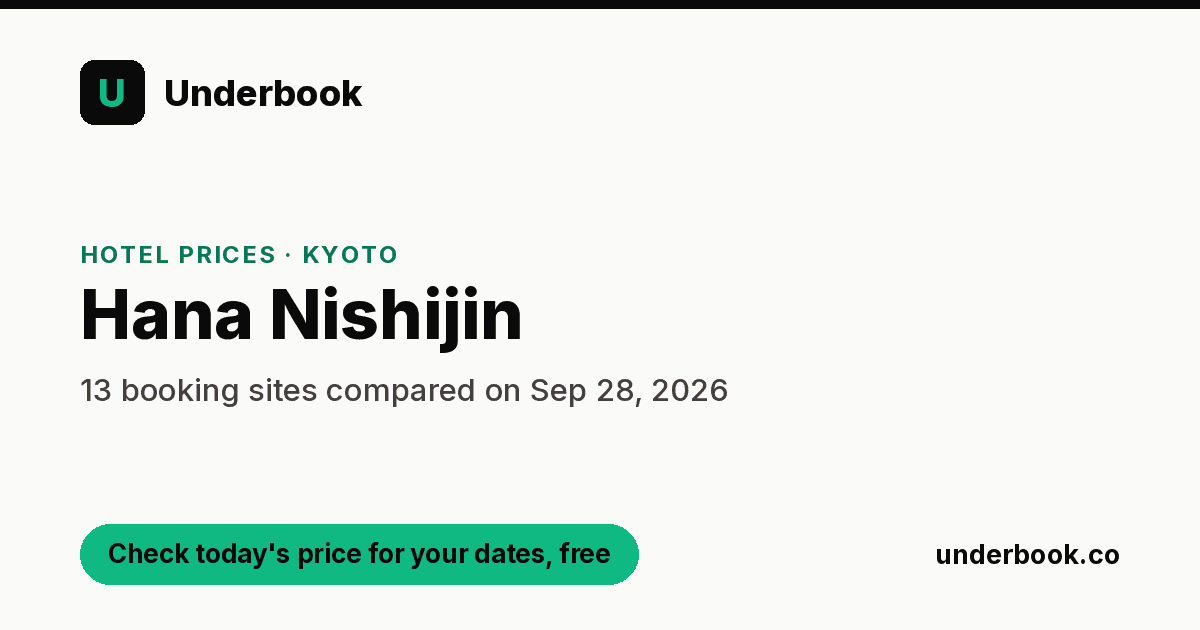 U
Underbook
HOTEL PRICES · KYOTO
Hana Nishijin
13 booking sites compared on Sep 28, 2026
Check today's price for your dates, free
underbook.co